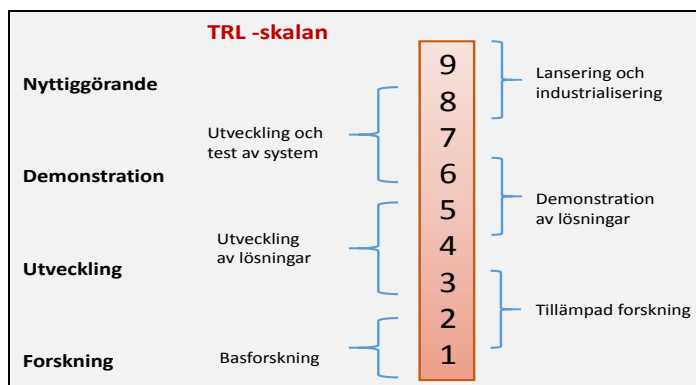 TRL -skalan
Nyttiggörande
Demonstration
Utveckling
Forskning
Utveckling och
test av system
Utveckling
av lösningar
Basforskning
9
8
7
6
5
4
3
2
1
Lansering och
industrialisering
Demonstration
av lösningar
Tillämpad forskning